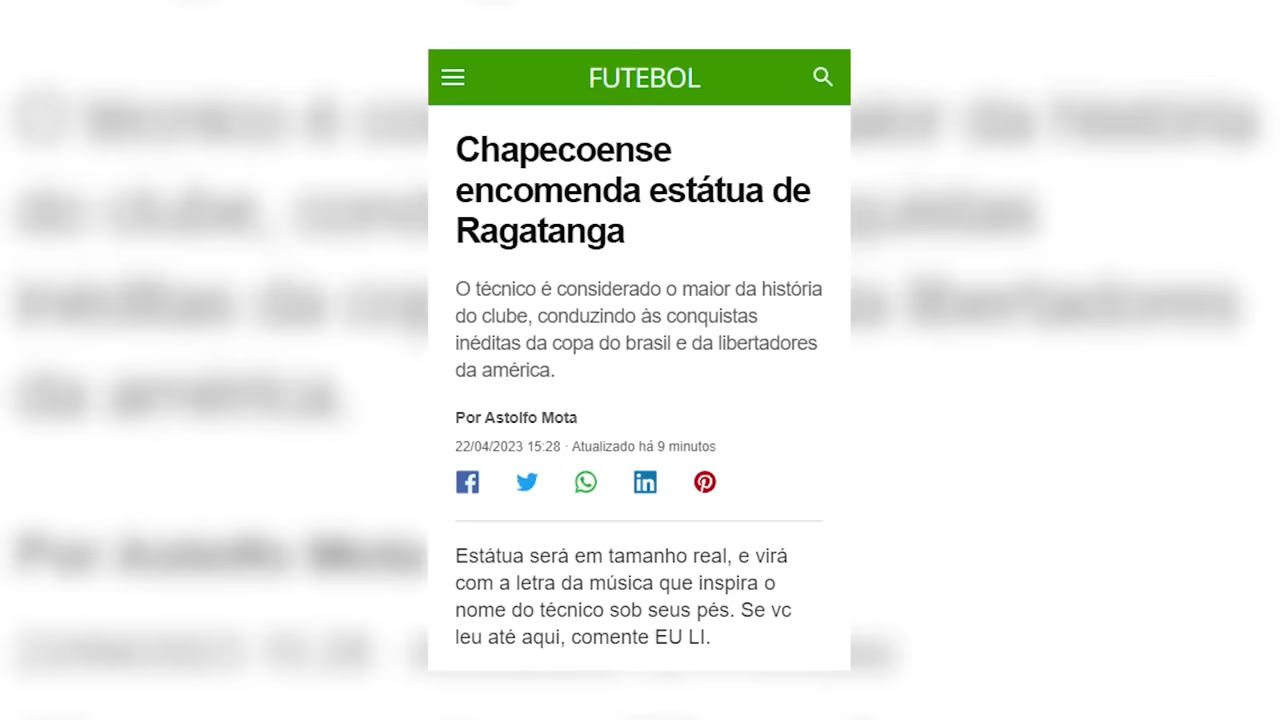 FUTEBOL
Chapecoense
encomenda estátua de
Ragatanga
O técnico é considerado o maior da história
do clube, conduzindo às conquistas
inéditas da copa do brasil e da libertadores
da américa.
Por Astolfo Mota
22/04/2023 15:28 · Atualizado há 9 minutos
Estátua será em tamanho real, e virá
com a letra da música que inspira o
nome do técnico sob seus pés. Se vc
leu até aqui, comente EU LI.